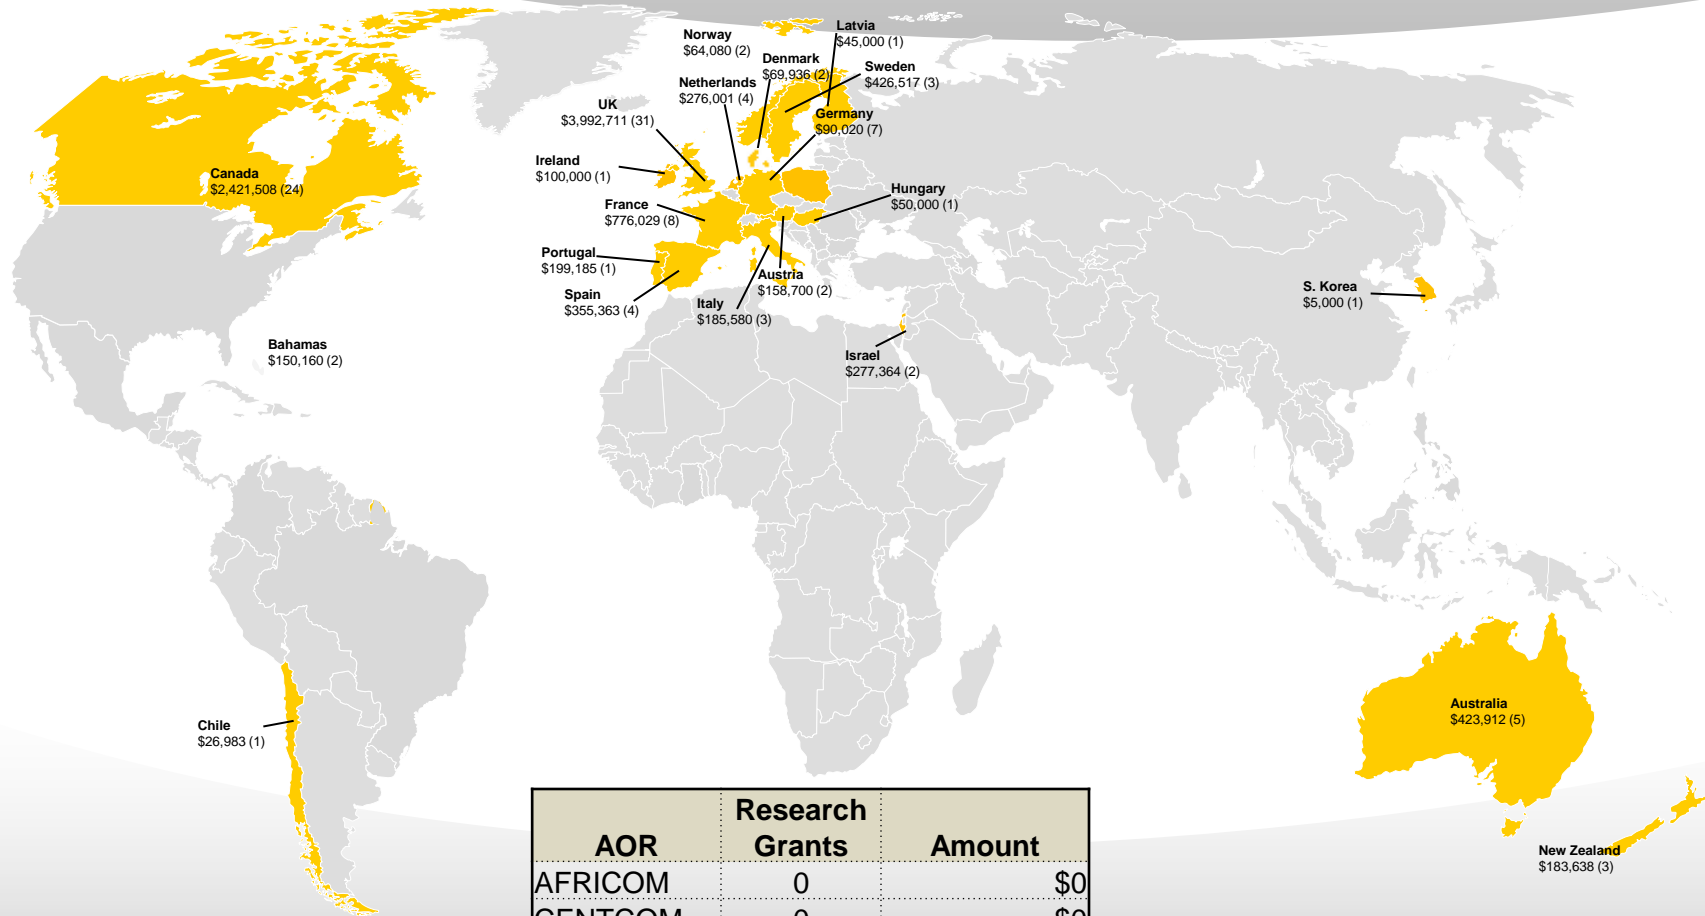 Latvia
$45,000 (1)
Norway
$64,080 (2)
Denmark
$69,936 (2)
Sweden
$426,517 (3)
Netherlands
$276,001 (4)
UK
$3,992,711 (31)
Germany
$90,020 (7)
Ireland
$100,000 (1)
Canada
$2,421,508 (24)
Hungary
$50,000 (1)
France
$776,029 (8)
Portugal
$199,185 (1)
Austria
$158,700 (2)
Spain
$355,363 (4)
Italy
$185,580 (3)
S. Korea
$5,000 (1)
Bahamas
$150,160 (2)
Israel
$277,364 (2)
Australia
$423,912 (5)
Chile
$26,983 (1)
New Zealand
$183,638 (3)
AOR Research Grants Amount
AFRICOM 0 $0
CENTCOM 0 $0